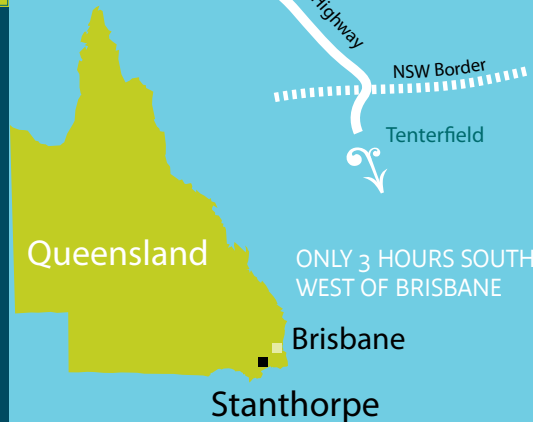 Highway
NSW Border
Tenterfield
Queensland
ONLY 3 HOURS SOUTH
WEST OF BRISBANE
Brisbane
Stanthorpe